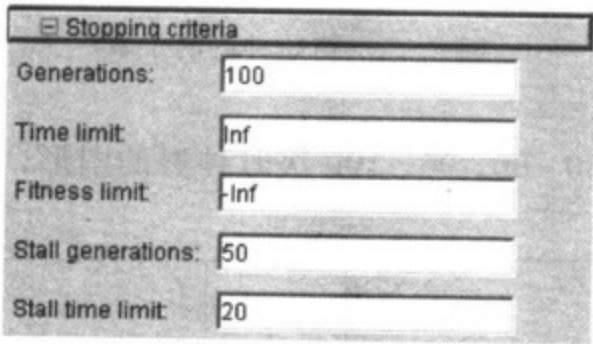 Stopping criteria
Generations: 100
Time limit: Inf
Fitness limit: -Inf
Stall generations: 50
Stall time limit: 20